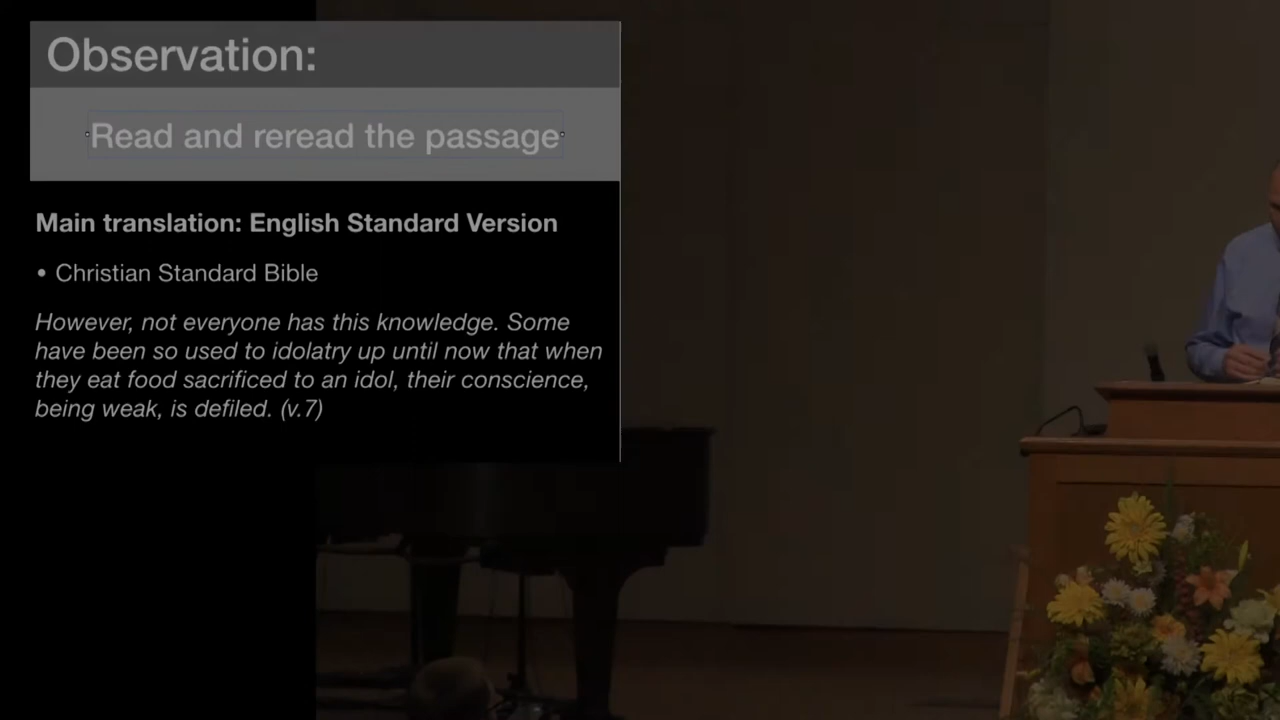 Observation:
Read and reread the passage
Main translation: English Standard Version
• Christian Standard Bible
However, not everyone has this knowledge. Some
have been so used to idolatry up until now that when
they eat food sacrificed to an idol, their conscience,
being weak, is defiled. (v.7)